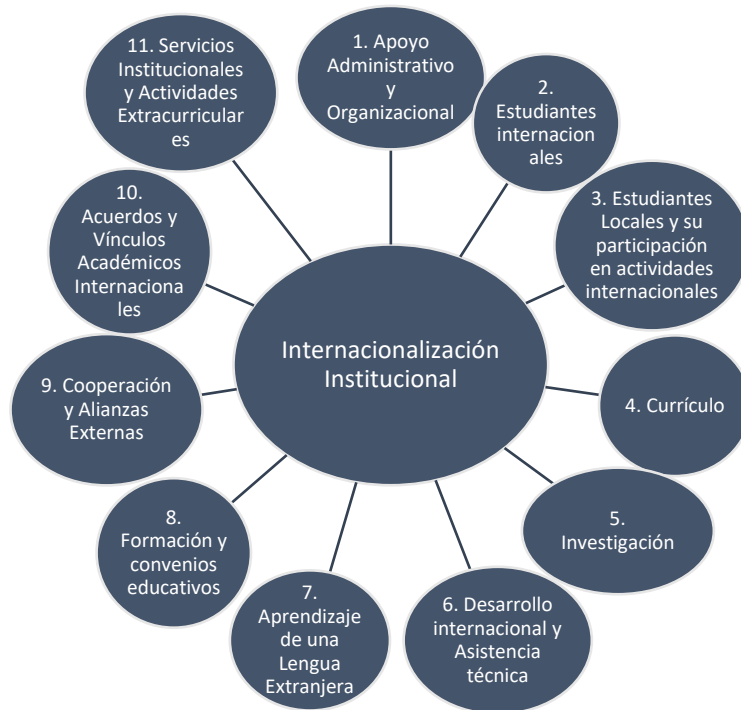 1. Apoyo
Administrativo
y
Organizacional
2.
Estudiantes
internacion
ales
3. Estudiantes
Locales y su
participación
en actividades
internacionales
4. Currículo
5.
Investigación
6. Desarrollo
internacional y
Asistencia
técnica
7.
Aprendizaje
de una
Lengua
Extranjera
8.
Formación y
convenios
educativos
9. Cooperación
y Alianzas
Externas
10.
Acuerdos y
Vínculos
Académicos
Internaciona
les
11. Servicios
Institucionales
y Actividades
Extracurricular
es
Internacionalización
Institucional